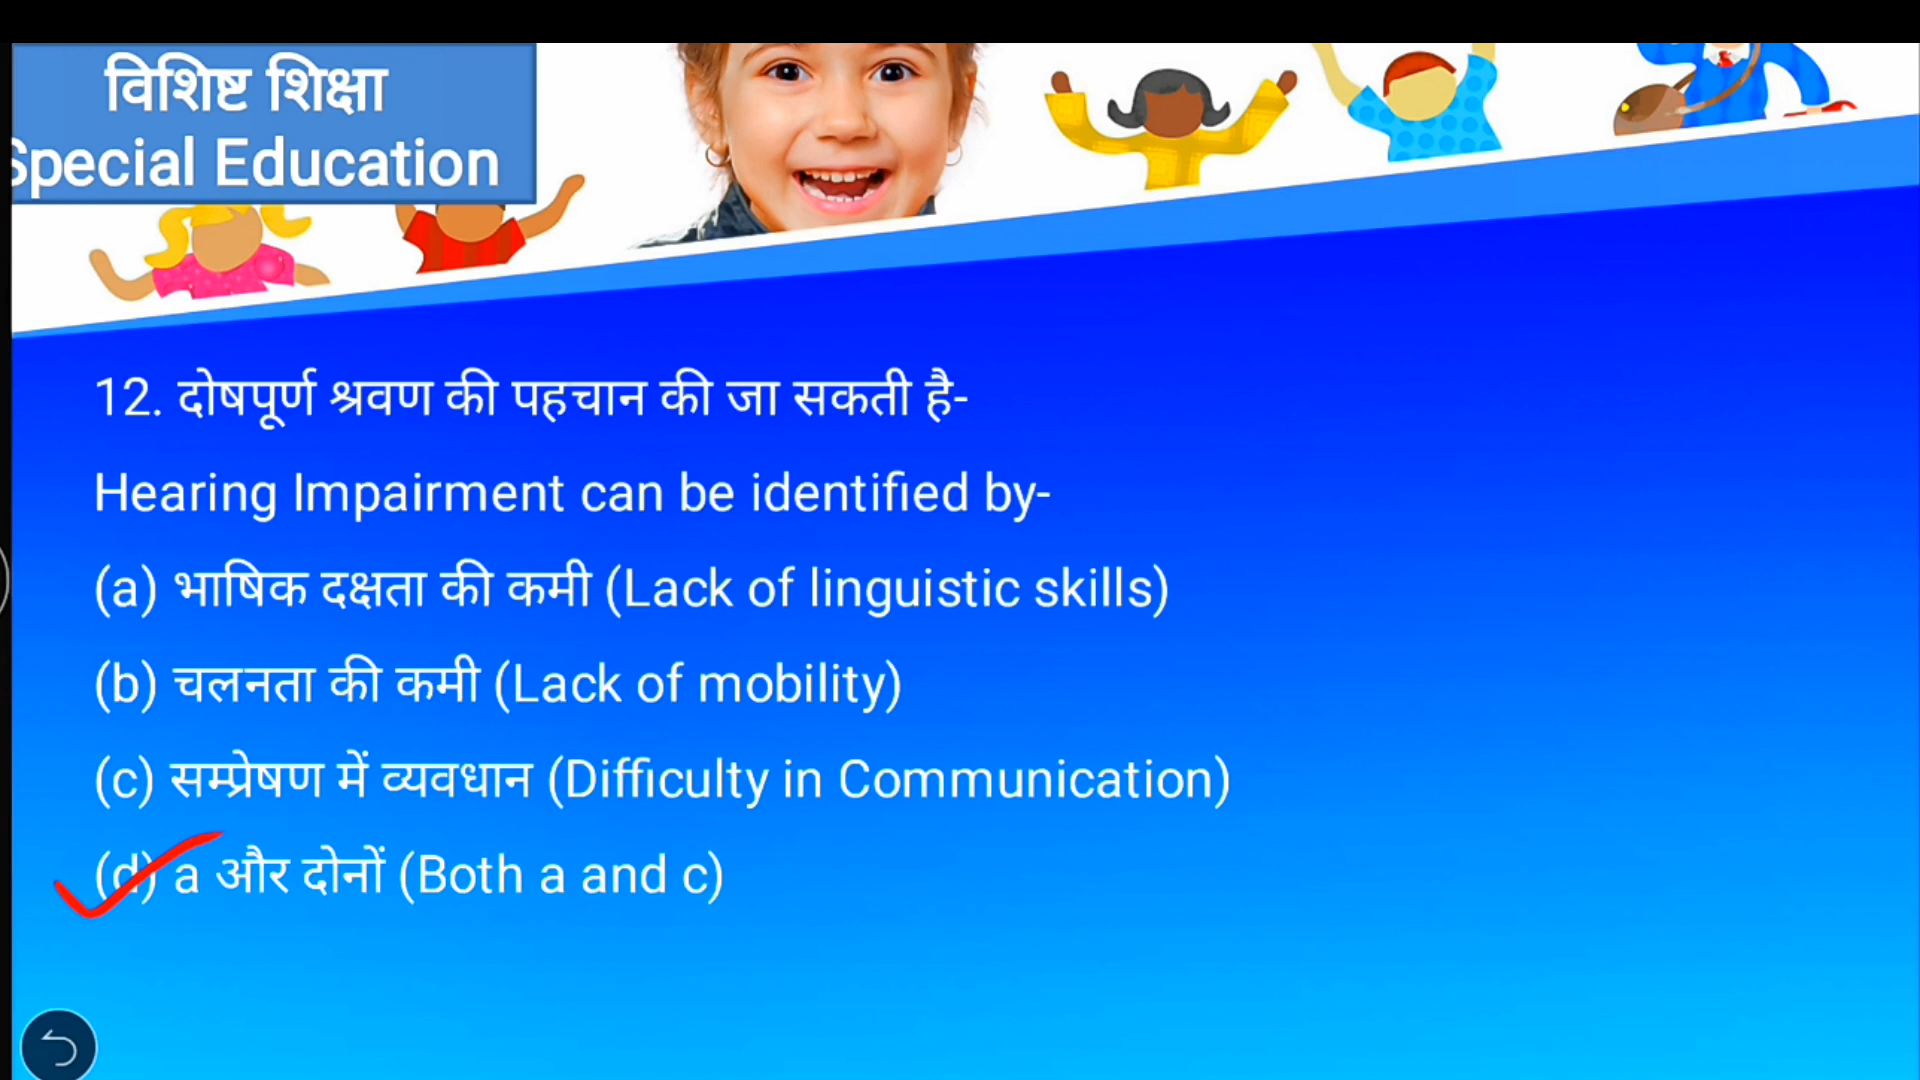 विशिष्ट शिक्षा
Special Education
12. दोषपूर्ण श्रवण की पहचान की जा सकती है-
Hearing Impairment can be identified by-
(a) भाषिक दक्षता की कमी (Lack of linguistic skills)
(b) चलनता की कमी (Lack of mobility)
(c) सम्प्रेषण में व्यवधान (Difficulty in Communication)
(d) a और दोनों (Both a and c)